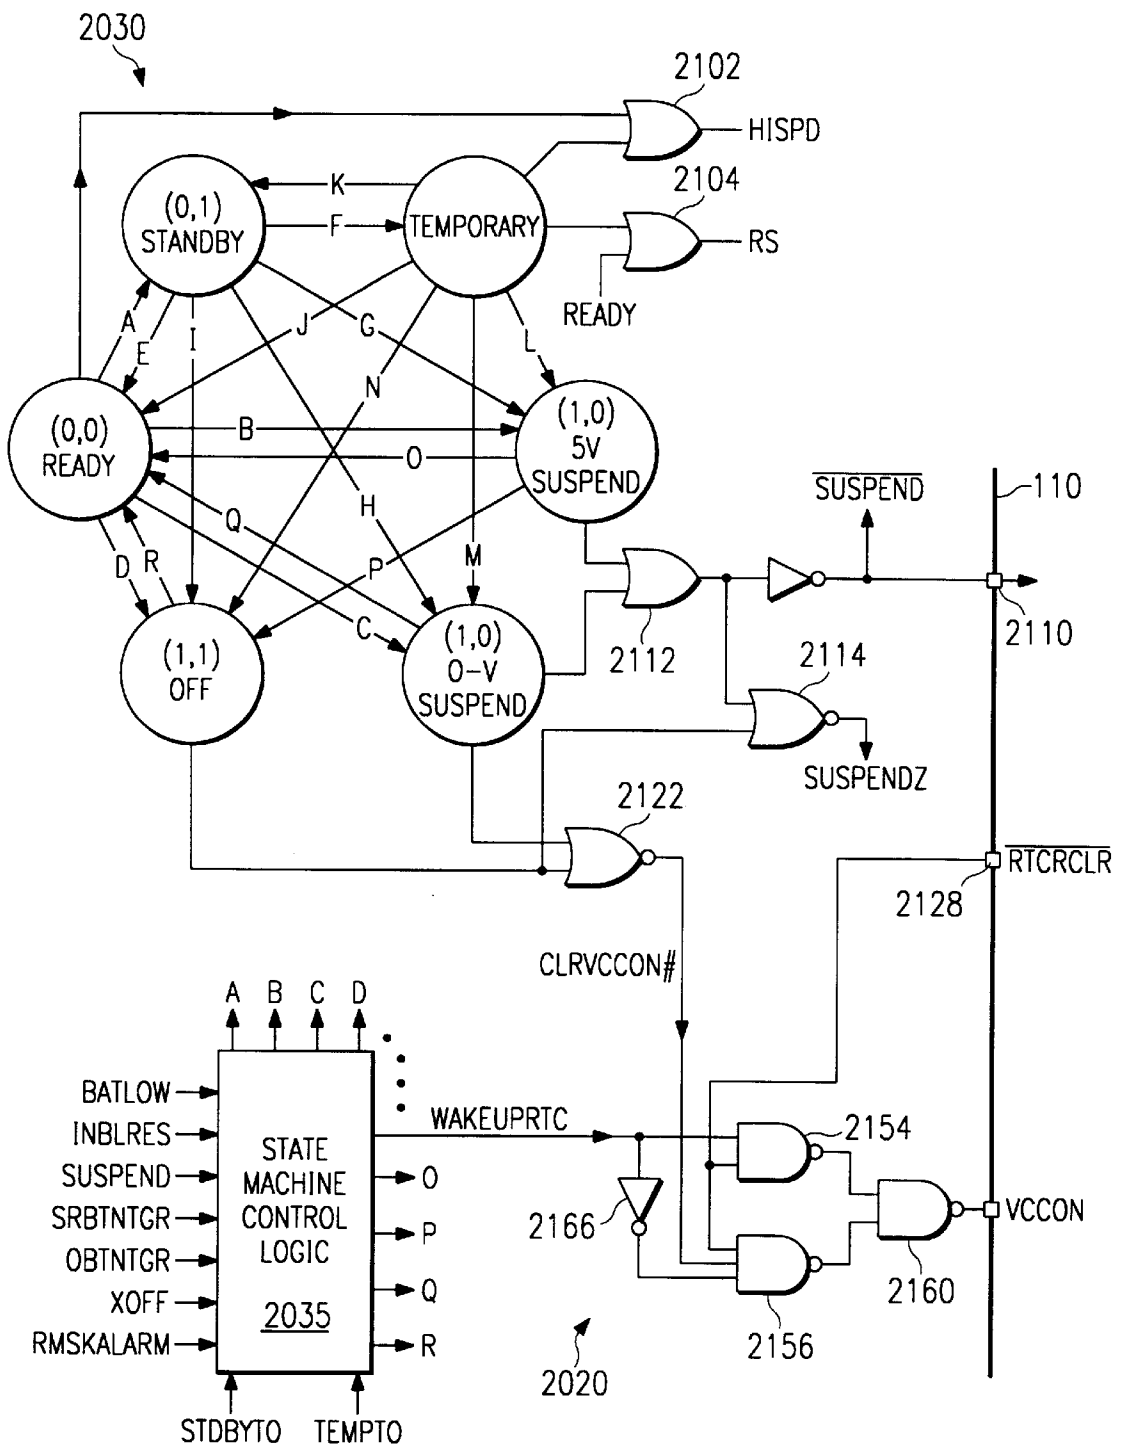 2030
2102
HISPD
2104
RS
READY
(0,1)
STANDBY
K
F
TEMPORARY
A
E
I
J
G
L
N
(0,0)
READY
B
O
(1,0)
5V
SUSPEND
SUSPEND
110
Q
H
D
R
P
M
C
2112
2110
2114
(1,1)
OFF
(1,0)
0-V
SUSPEND
SUSPENDZ
2122
RTCRCLR
2128
CLRVCCON#
A B C D
BATLOW
INBLRES
SUSPEND
SRBTNTGR
OBTNTGR
XOFF
RMSKALARM
STATE
MACHINE
CONTROL
LOGIC
2035
WAKEUPRTC
O
P
Q
R
STDBYTO TEMPTO
2154
2166
VCCON
2160
2156
2020